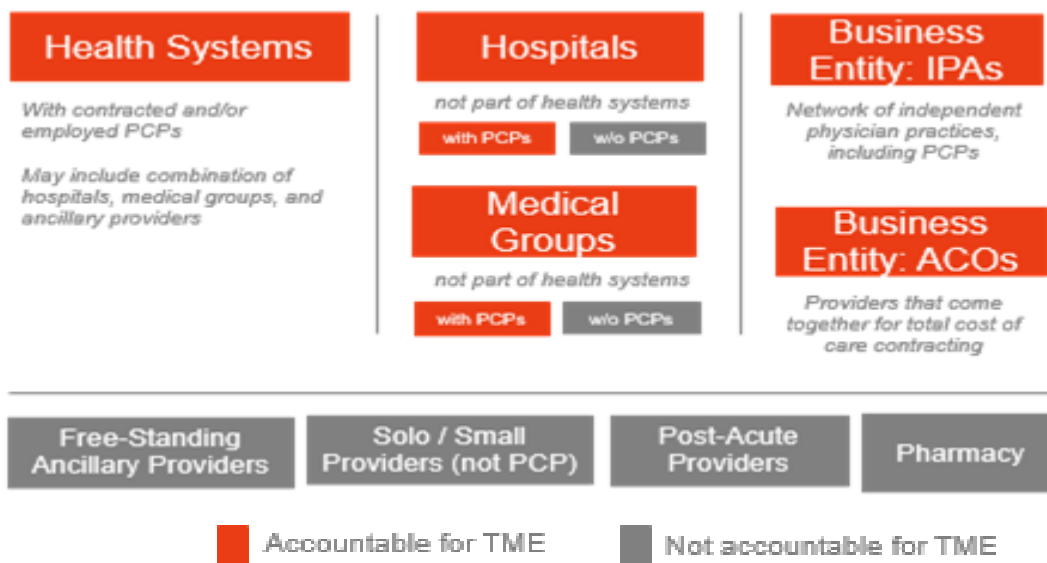 Health Systems
With contracted and/or
employed PCPs
May include combination of
hospitals, medical groups, and
ancillary providers
Hospitals
not part of health systems
with PCPs
w/o PCPs
Medical
Groups
not part of health systems
with PCPs
w/o PCPs
Business
Entity: IPAs
Network of independent
physician practices,
including PCPs
Business
Entity: ACOs
Providers that come
together for total cost of
care contracting
Free-Standing
Ancillary Providers
Solo / Small
Providers (not PCP)
Post-Acute
Providers
Pharmacy
Accountable for TME
Not accountable for TME